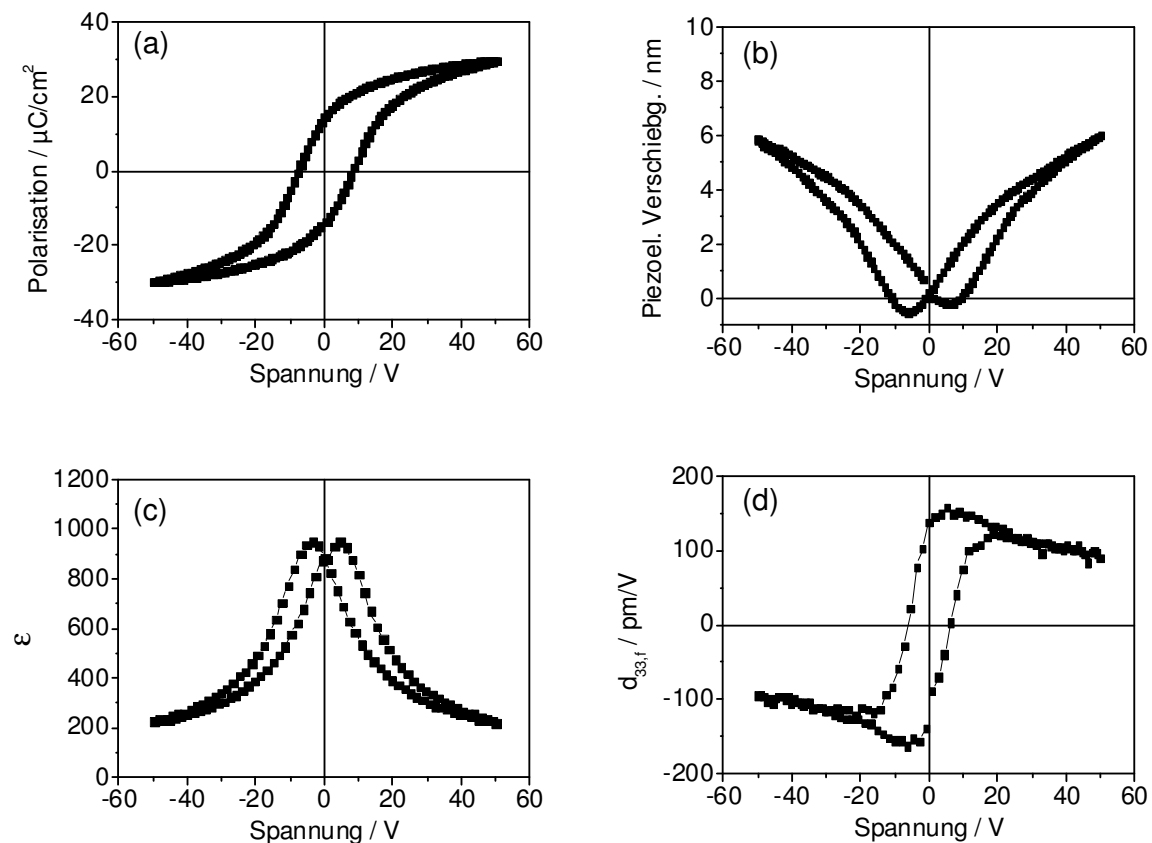 (a)
Polarisation / µC/cm²
40
20
0
-20
-40
-60 -40 -20 0 20 40 60
Spannung / V
(b)
Piezoel. Verschiebg. / nm
10
8
6
4
2
0
-60 -40 -20 0 20 40 60
Spannung / V
(c)
ε
1200
1000
800
600
400
200
0
-60 -40 -20 0 20 40 60
Spannung / V
(d)
d33,f / pm/V
200
100
0
-100
-200
-60 -40 -20 0 20 40 60
Spannung / V